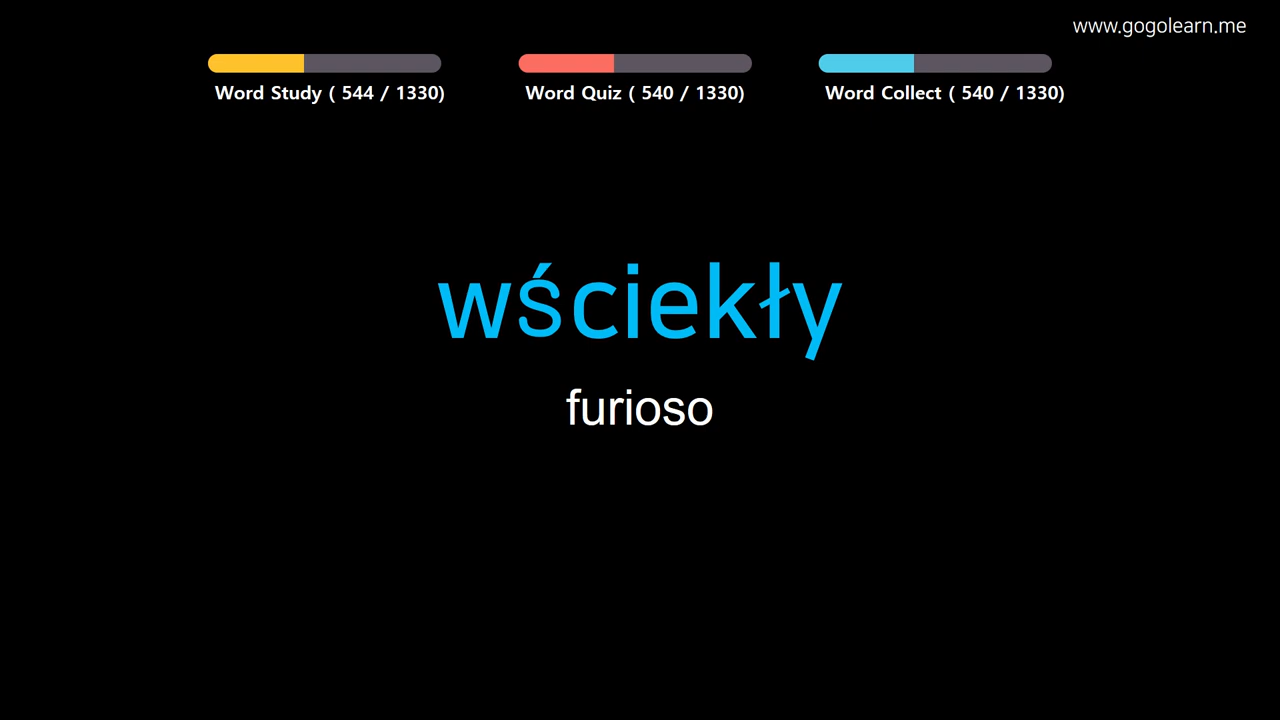 www.gogolearn.me
Word Study ( 544 / 1330)
Word Quiz ( 540 / 1330)
Word Collect ( 540 / 1330)
wściekły
furioso